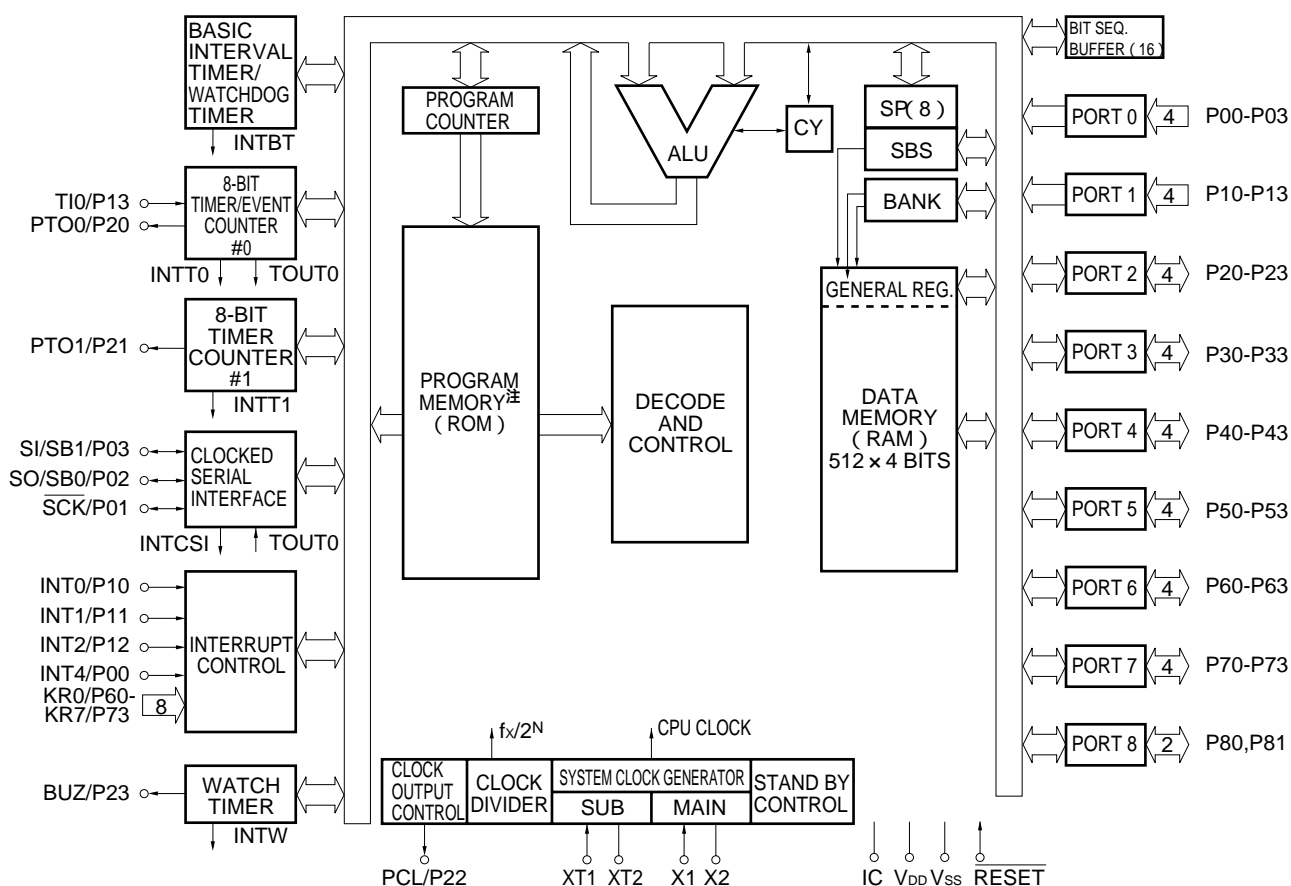 BASIC
INTERVAL
TIMER/
WATCHDOG
TIMER
INTBT
TI0/P13
PTO0/P20
8-BIT
TIMER/EVENT
COUNTER
#0
INTT0
TOUT0
PTO1/P21
8-BIT
TIMER
COUNTER
#1
INTT1
SI/SB1/P03
SO/SB0/P02
SCK/P01
CLOCKED
SERIAL
INTERFACE
INTCSI
TOUT0
INT0/P10
INT1/P11
INT2/P12
INT4/P00
KR0/P60-
KR7/P73
8
INTERRUPT
CONTROL
BUZ/P23
WATCH
TIMER
INTW
PROGRAM
COUNTER
ALU
CY
SP(8)
SBS
BANK
PROGRAM
MEMORY注
(ROM)
DECODE
AND
CONTROL
GENERAL REG.
DATA
MEMORY
(RAM)
512×4 BITS
fX/2N
CPU CLOCK
CLOCK
OUTPUT
CONTROL
CLOCK
DIVIDER
SYSTEM CLOCK GENERATOR
SUB
MAIN
STAND BY
CONTROL
PCL/P22
XT1
XT2
X1
X2
IC
VDD
VSS
RESET
BIT SEQ.
BUFFER(16)
PORT 0
4
P00-P03
PORT 1
4
P10-P13
PORT 2
4
P20-P23
PORT 3
4
P30-P33
PORT 4
4
P40-P43
PORT 5
4
P50-P53
PORT 6
4
P60-P63
PORT 7
4
P70-P73
PORT 8
2
P80,P81